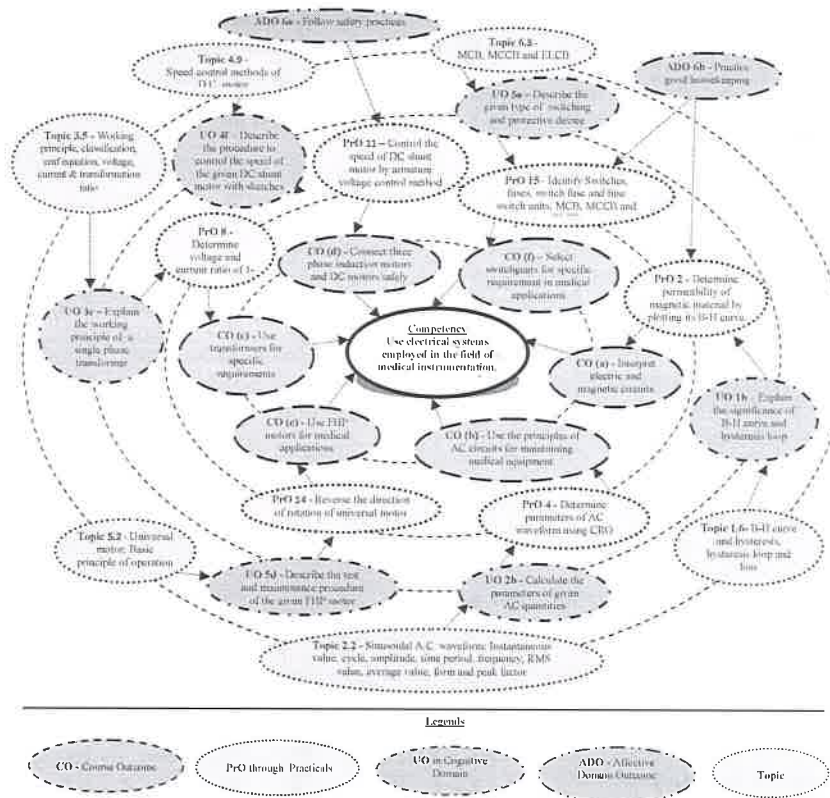 ADO 6a - Follow safety practices
Topic 6.3 -
MCB, MCCB and ELCB
Topic 4.9 -
Speed control methods of
D.C. motor
ADO 6b - Practice
good housekeeping
UO 5a - Describe the
given type of switching
and protective device
Topic 3.5 - Working
principle, classification,
emf equation, voltage,
current & transformation
ratio
UO 4f - Describe
the procedure to
control the speed of
the given DC shunt
motor with sketches
PrO 11 - Control the
speed of DC shunt
motor by armature
voltage control method
PrO 15 - Identify Switches,
fuses, switch fuse and fuse
switch units, MCB, MCCB and
PrO 8 -
Determine
voltage and
current ratio of 1-
CO (d) - Connect three
phase induction motors
and DC motors safely
CO (f) - Select
switchgears for specific
requirement in medical
applications
PrO 2 - Determine
permeability of
magnetic material by
plotting its B-H curve.
UO 3c - Explain
the working
principle of a
single phase
transformer
CO (c) - Use
transformers for
specific
requirements
Competency
Use electrical systems
employed in the field of
medical instrumentation.
CO (a) - Interpret
electric and
magnetic circuits
CO (e) - Use FHP
motors for medical
applications
CO (b) - Use the principles of
AC circuits for maintaining
medical equipment
UO 1b - Explain
the significance of
B-H curve and
hysteresis loop
PrO 14 - Reverse the direction
of rotation of universal motor
PrO 4 - Determine
parameters of AC
waveform using CRO
Topic 5.2 - Universal
motor; Basic
principle of operation
Topic 1.6- B-H curve
and hysteresis,
hysteresis loop and
loss
UO 5d - Describe the test
and maintenance procedure
of the given FHP motor
UO 2b - Calculate the
parameters of given
AC quantities
Topic 2.2 - Sinusoidal A.C. waveform: Instantaneous
value, cycle, amplitude, time period, frequency, RMS
value, average value, form and peak factor
Legends
CO - Course Outcome
PrO through Practicals
UO in Cognitive
Domain
ADO - Affective
Domain Outcome
Topic